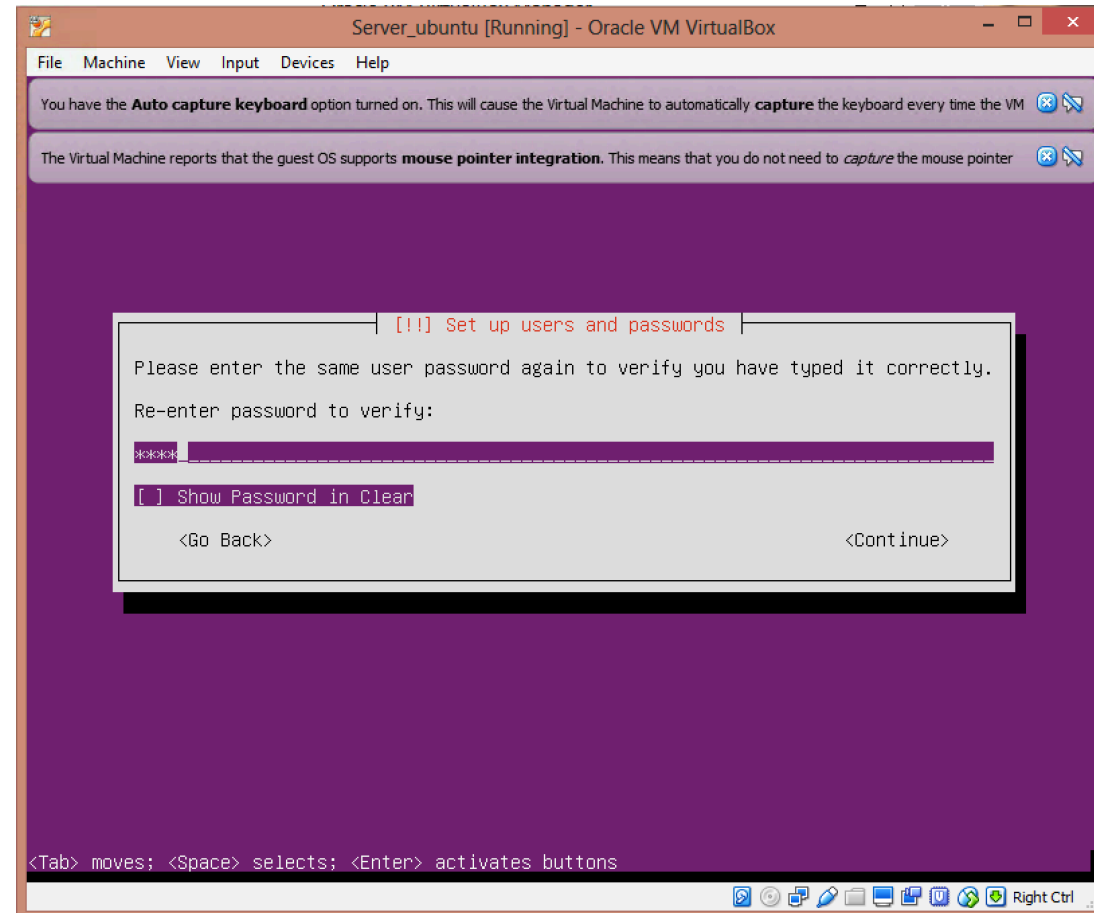 Server_ubuntu [Running] - Oracle VM VirtualBox
File Machine View Input Devices Help
You have the Auto capture keyboard option turned on. This will cause the Virtual Machine to automatically capture the keyboard every time the VM
The Virtual Machine reports that the guest OS supports mouse pointer integration. This means that you do not need to capture the mouse pointer
[!!] Set up users and passwords
Please enter the same user password again to verify you have typed it correctly.
Re-enter password to verify:
****
[ ] Show Password in Clear
<Go Back> <Continue>
<Tab> moves; <Space> selects; <Enter> activates buttons
Right Ctrl